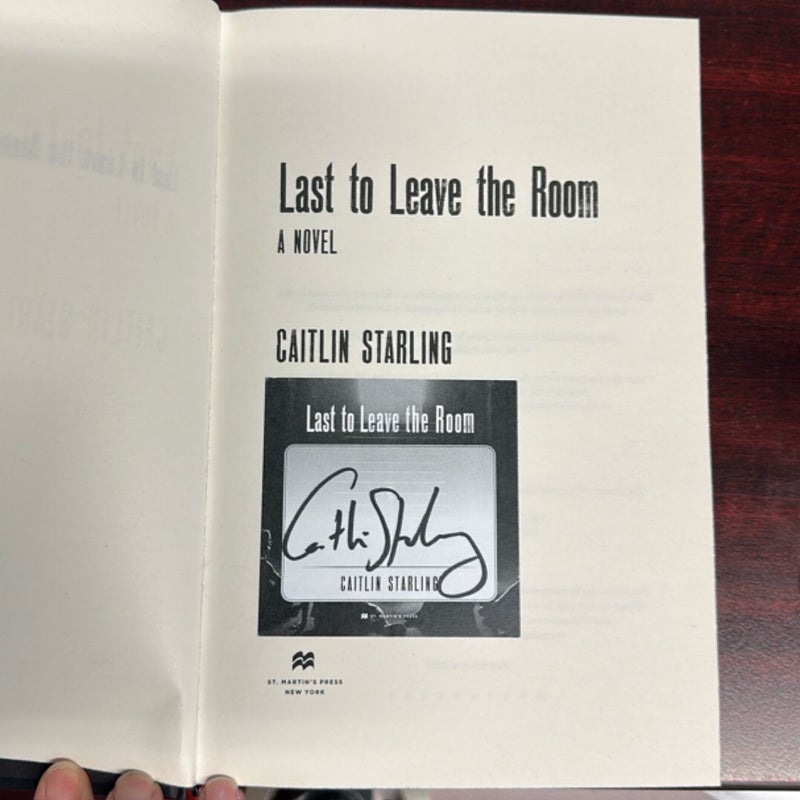 Last to Leave the Room
A NOVEL
CAITLIN STARLING
Last to Leave the Room
Caitlin Starling
CAITLIN STARLING
ST. MARTIN'S PRESS
ST. MARTIN'S PRESS
NEW YORK